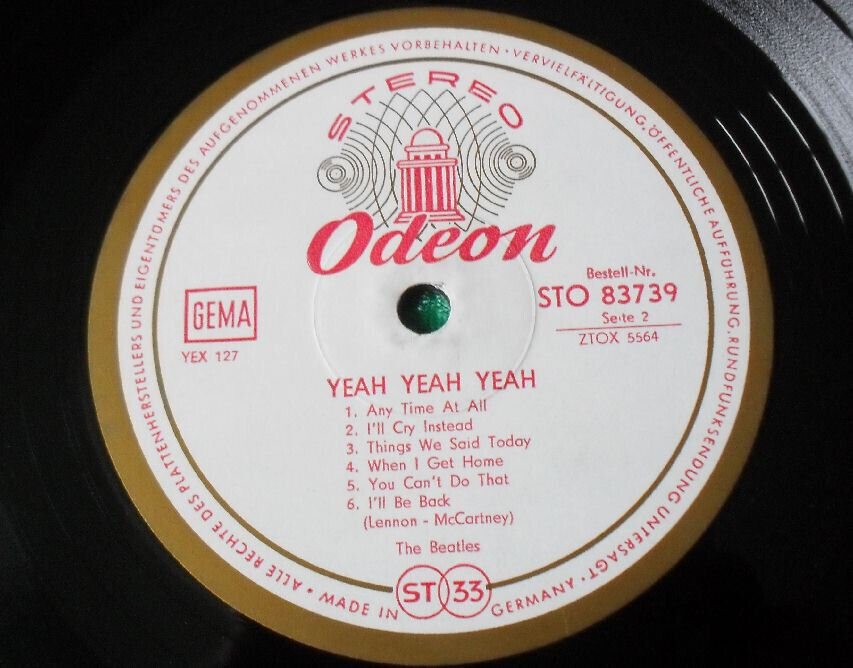 ALLE RECHTE DES PLATTENHERSTELLERS UND EIGENTÜMERS DES AUFGENOMMENEN WERKES VORBEHALTEN • VERVIELFÄLTIGUNG, ÖFFENTLICHE AUFFÜHRUNG, RUNDFUNKSENDUNG UNTERSAGT •
STEREO
Odeon
Bestell-Nr.
STO 83739
Seite 2
ZTOX 5564
GEMA
YEX 127
YEAH YEAH YEAH
1. Any Time At All
2. I'll Cry Instead
3. Things We Said Today
4. When I Get Home
5. You Can't Do That
6. I'll Be Back
(Lennon - McCartney)
The Beatles
ST 33
• MADE IN GERMANY •